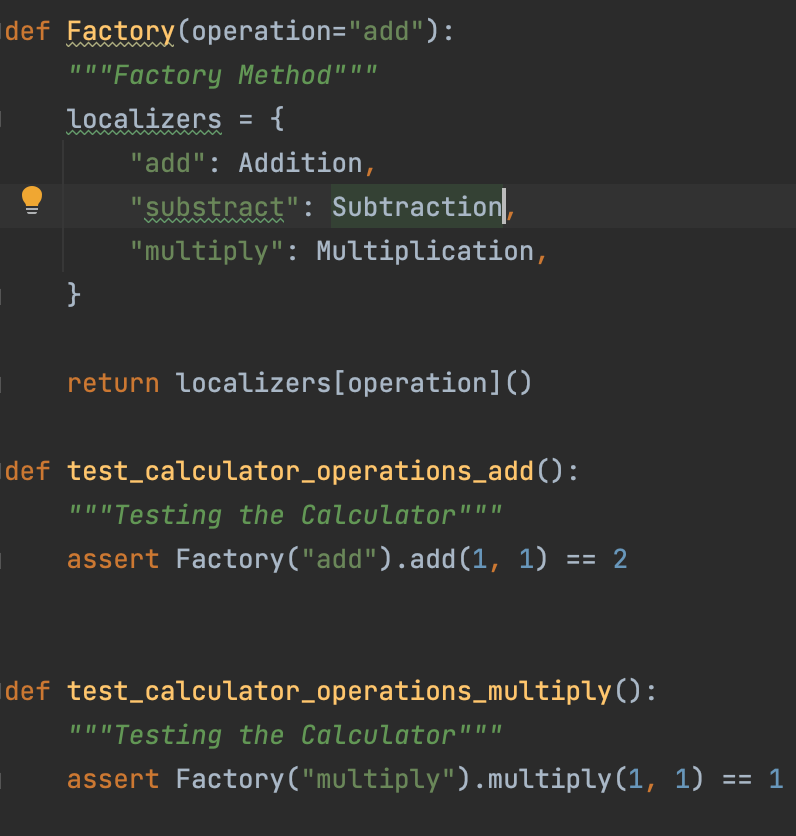 def Factory(operation="add"):
"""Factory Method"""
localizers = {
"add": Addition,
"substract": Subtraction,
"multiply": Multiplication,
}
return localizers[operation]()
def test_calculator_operations_add():
"""Testing the Calculator"""
assert Factory("add").add(1, 1) == 2
def test_calculator_operations_multiply():
"""Testing the Calculator"""
assert Factory("multiply").multiply(1, 1) == 1